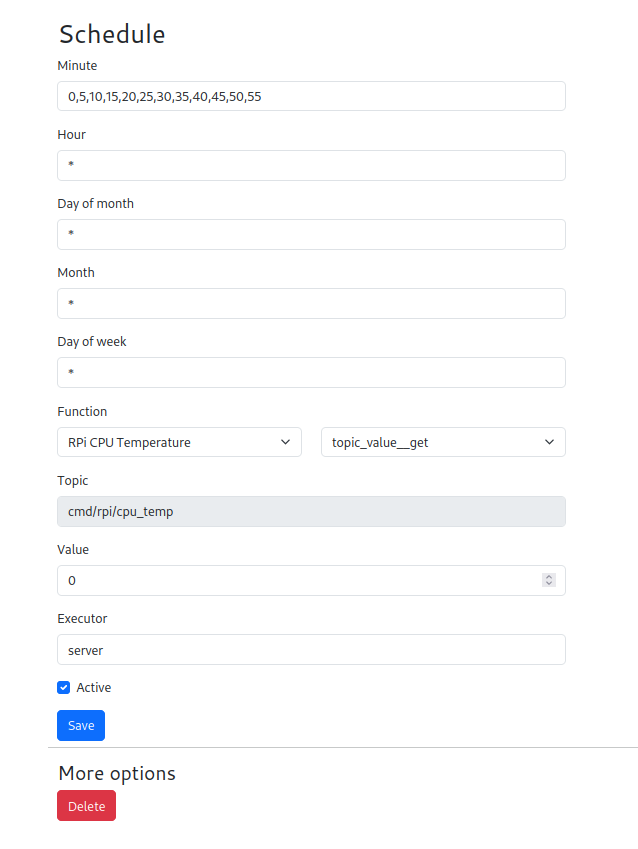 Schedule
Minute
0,5,10,15,20,25,30,35,40,45,50,55
Hour
*
Day of month
*
Month
*
Day of week
*
Function
RPi CPU Temperature topic_value__get
Topic
cmd/rpi/cpu_temp
Value
0
Executor
server
Active
Save
More options
Delete